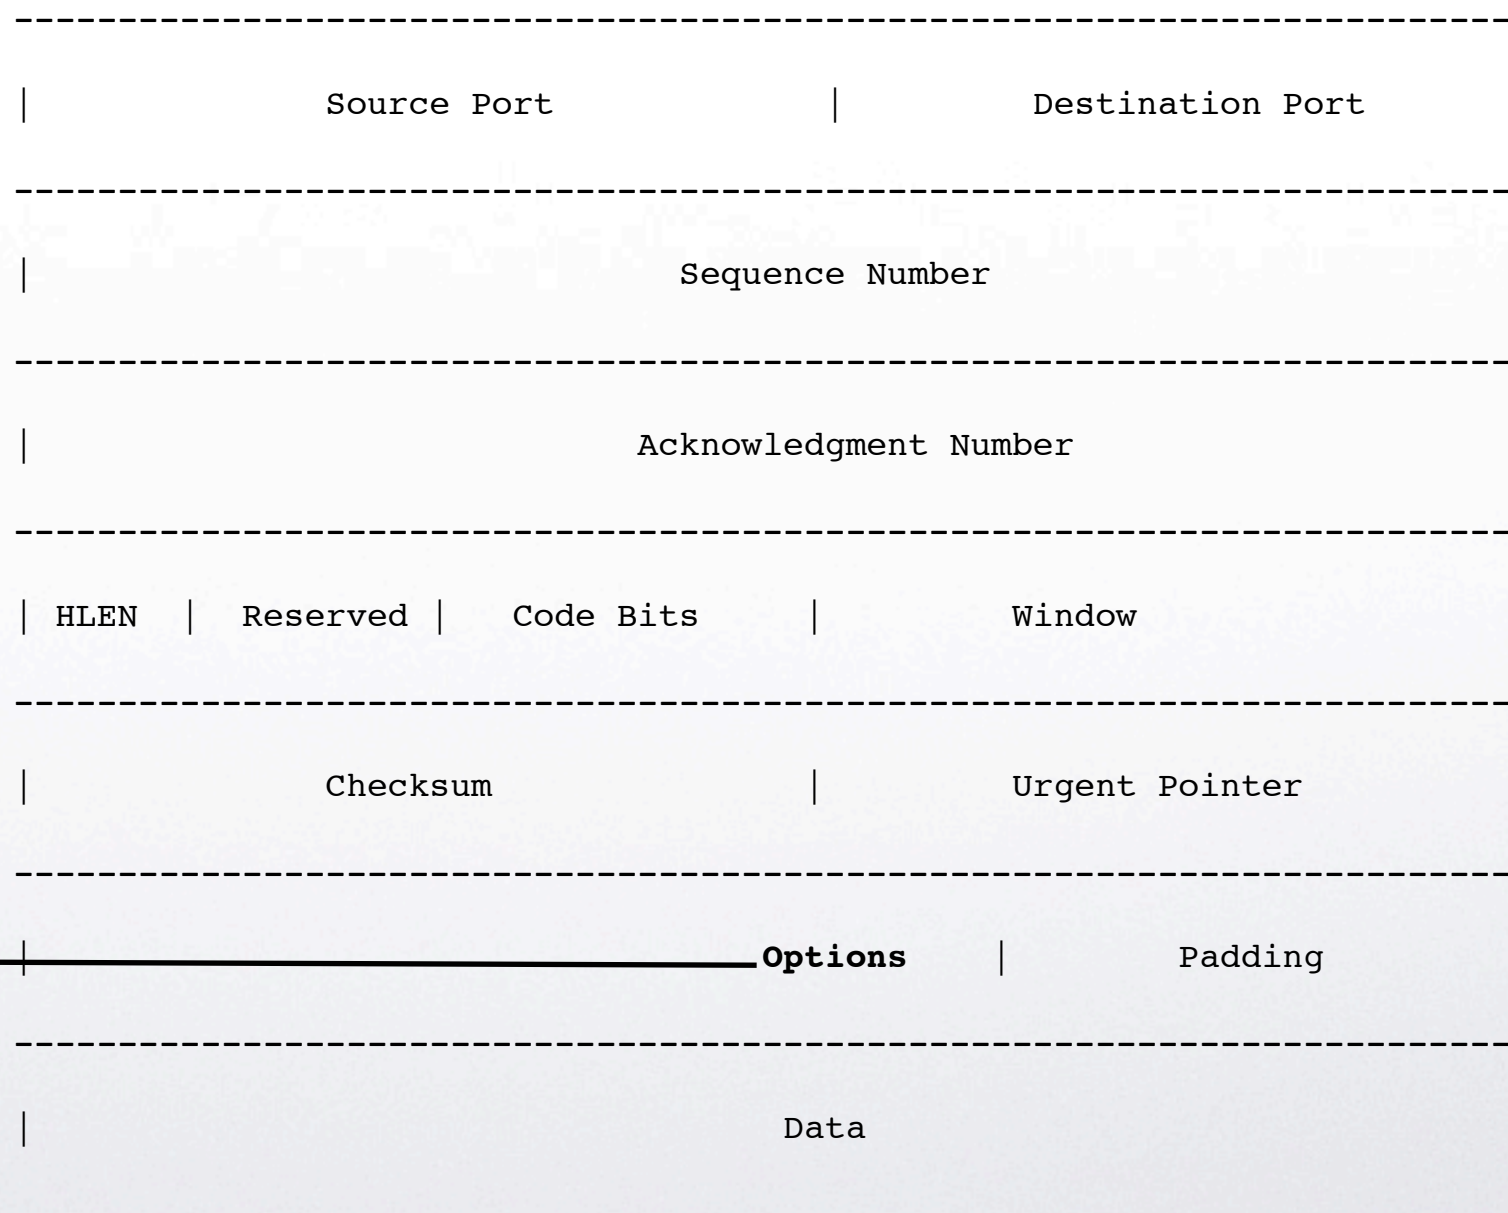 -------------------------------------------------------------------------
| Source Port | Destination Port
-------------------------------------------------------------------------
| Sequence Number
-------------------------------------------------------------------------
| Acknowledgment Number
-------------------------------------------------------------------------
| HLEN | Reserved | Code Bits | Window
-------------------------------------------------------------------------
| Checksum | Urgent Pointer
-------------------------------------------------------------------------
| Options | Padding
-------------------------------------------------------------------------
| Data